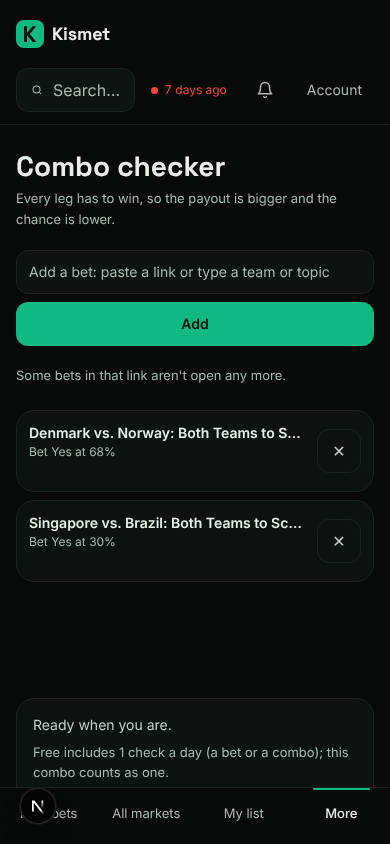 Kismet
Search...
7 days ago
Account
Combo checker
Every leg has to win, so the payout is bigger and the
chance is lower.
Add a bet: paste a link or type a team or topic
Add
Some bets in that link aren't open any more.
Denmark vs. Norway: Both Teams to S...
Bet Yes at 68%
Singapore vs. Brazil: Both Teams to Sc...
Bet Yes at 30%
Ready when you are.
Free includes 1 check a day (a bet or a combo); this
combo counts as one.
N
bets
All markets
My list
More